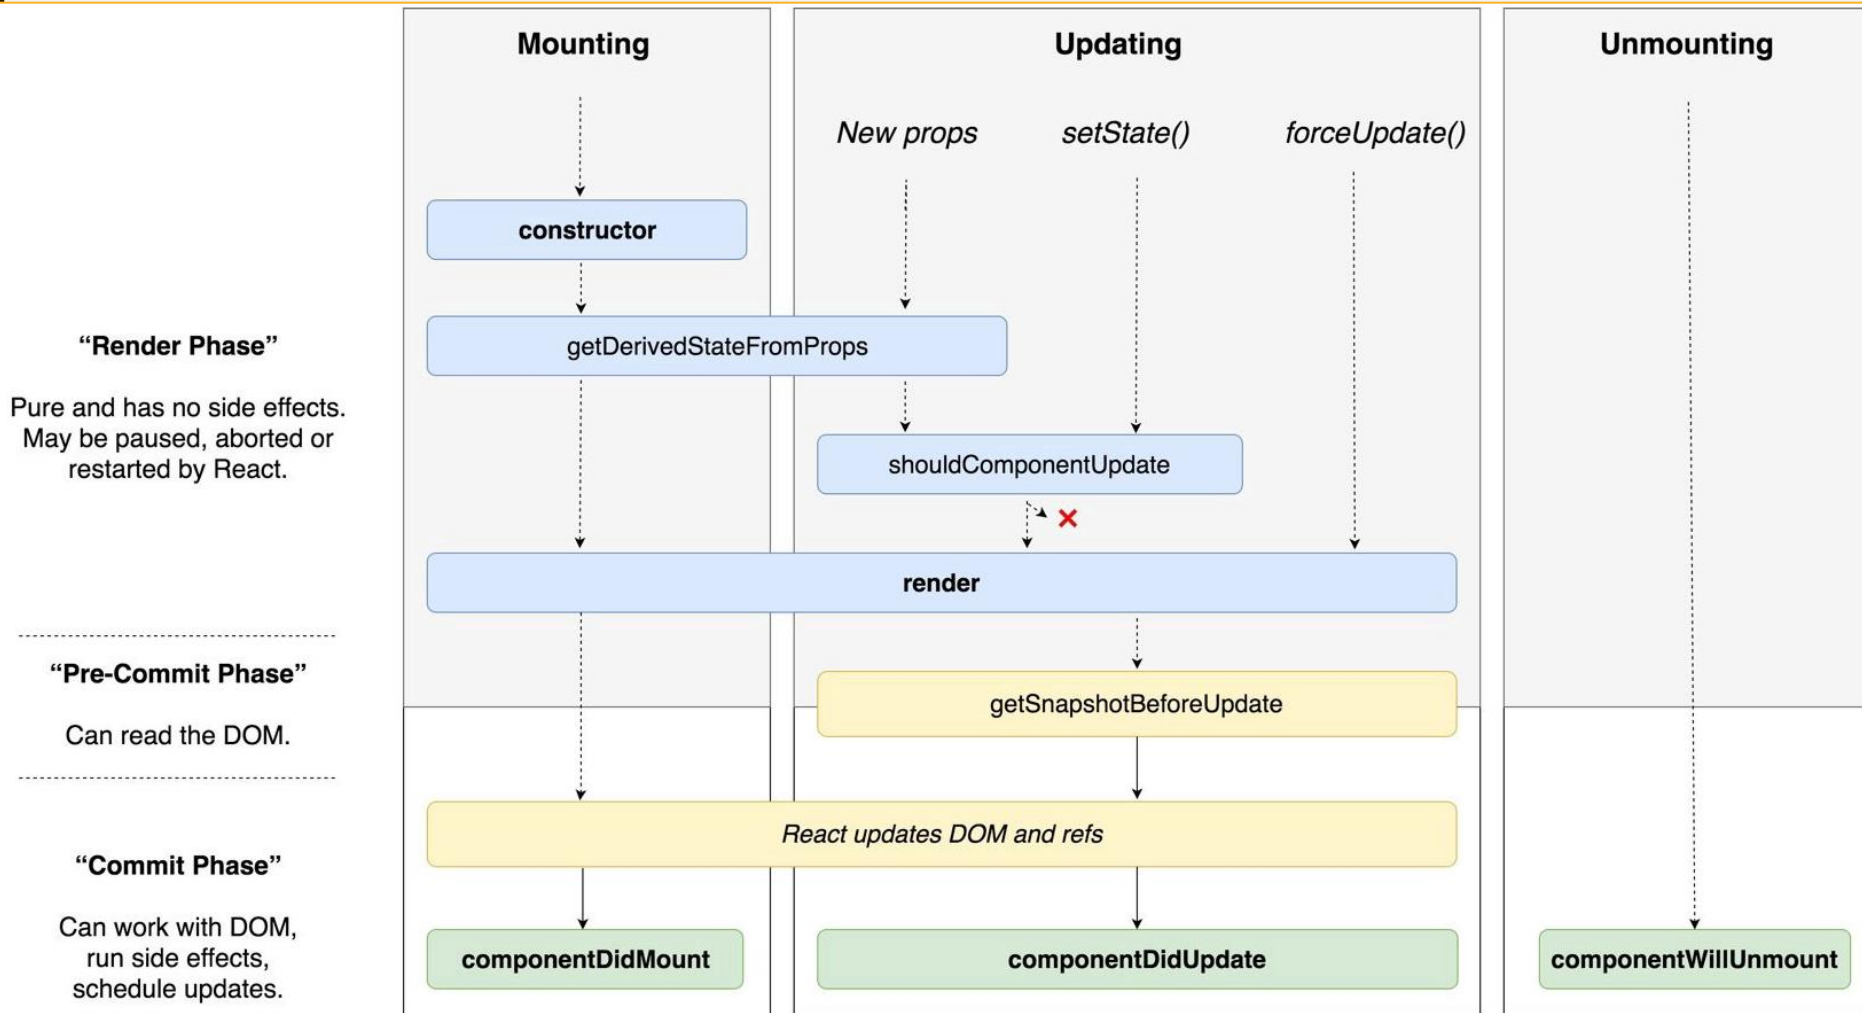 Mounting
Updating
Unmounting
New props
setState()
forceUpdate()
constructor
“Render Phase”
getDerivedStateFromProps
Pure and has no side effects.
May be paused, aborted or
restarted by React.
shouldComponentUpdate
render
“Pre-Commit Phase”
Can read the DOM.
getSnapshotBeforeUpdate
React updates DOM and refs
“Commit Phase”
Can work with DOM,
run side effects,
schedule updates.
componentDidMount
componentDidUpdate
componentWillUnmount